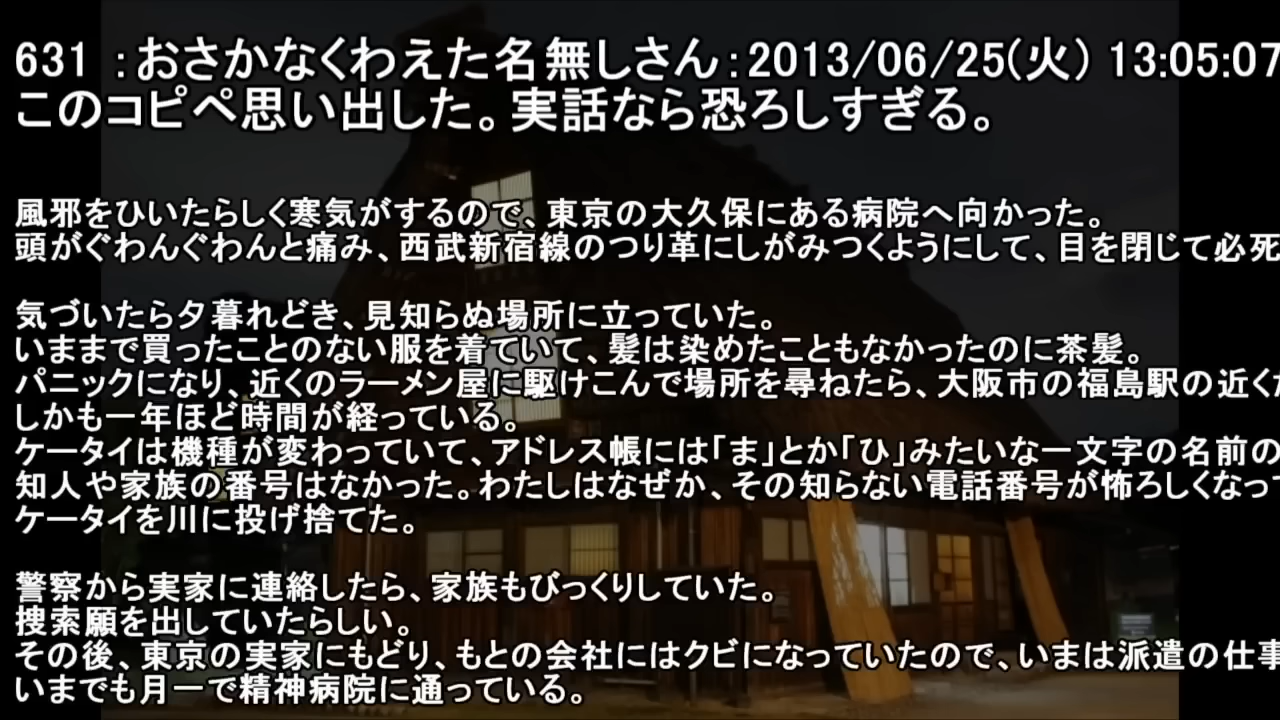 631 ：おさかなくわえた名無しさん：2013/06/25(火) 13:05:07
このコピペ思い出した。実話なら恐ろしすぎる。
風邪をひいたらしく寒気がするので、東京の大久保にある病院へ向かった。
頭がぐわんぐわんと痛み、西武新宿線のつり革にしがみつくようにして、目を閉じて必死
気づいたら夕暮れどき、見知らぬ場所に立っていた。
いままで買ったことのない服を着ていて、髪は染めたこともなかったのに茶髪。
パニックになり、近くのラーメン屋に駆けこんで場所を尋ねたら、大阪市の福島駅の近く
しかも一年ほど時間が経っている。
ケータイは機種が変わっていて、アドレス帳には「ま」とか「ひ」みたいな一文字の名前の
知人や家族の番号はなかった。わたしはなぜか、その知らない電話番号が怖ろしくなっ
ケータイを川に投げ捨てた。
警察から実家に連絡したら、家族もびっくりしていた。
捜索願を出していたらしい。
その後、東京の実家にもどり、もとの会社にはクビになっていたので、いまは派遣の仕事
いまでも月一で精神病院に通っている。